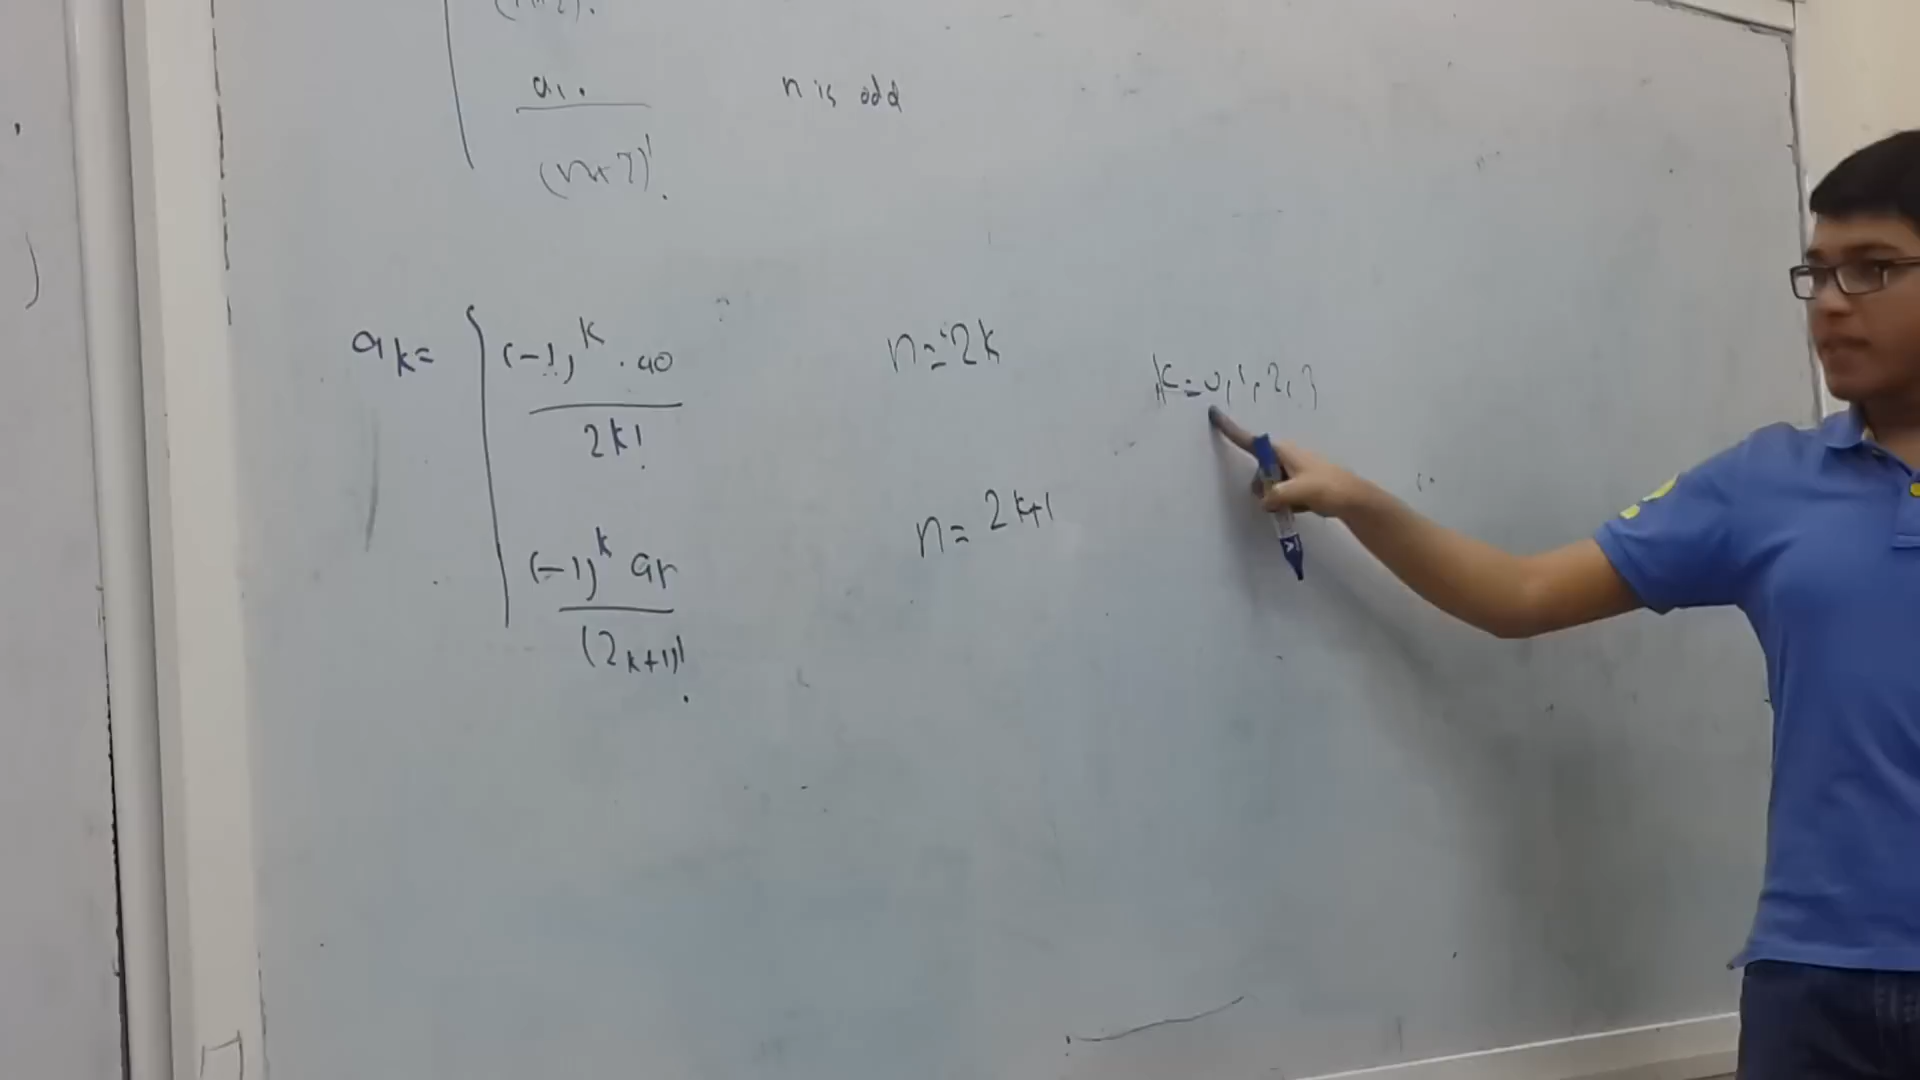 a₁.
(n+2)!
n is odd
aₖ=
(-1)ᵏ . a0
2k!
n=2k
k=0,1,2,3
(-1)ᵏ a₁
(2k+1)!
n= 2k+1